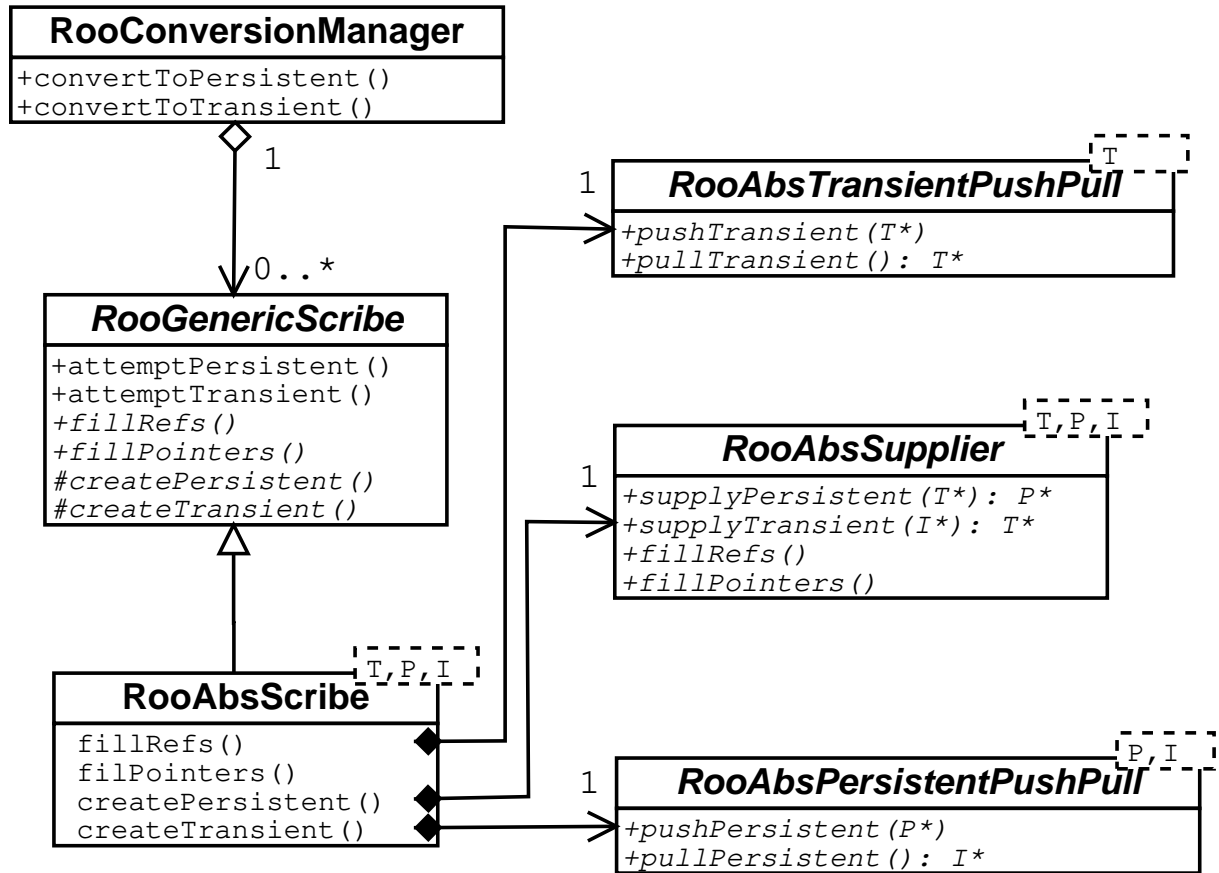 RooConversionManager
+convertToPersistent()
+convertToTransient()
1
0..*
RooGenericScribe
+attemptPersistent()
+attemptTransient()
+fillRefs()
+fillPointers()
#createPersistent()
#createTransient()
T,P,I
RooAbsScribe
fillRefs()
filPointers()
createPersistent()
createTransient()
T
1
RooAbsTransientPushPull
+pushTransient(T*)
+pullTransient(): T*
T,P,I
RooAbsSupplier
1
+supplyPersistent(T*): P*
+supplyTransient(I*): T*
+fillRefs()
+fillPointers()
P,I
1
RooAbsPersistentPushPull
+pushPersistent(P*)
+pullPersistent(): I*